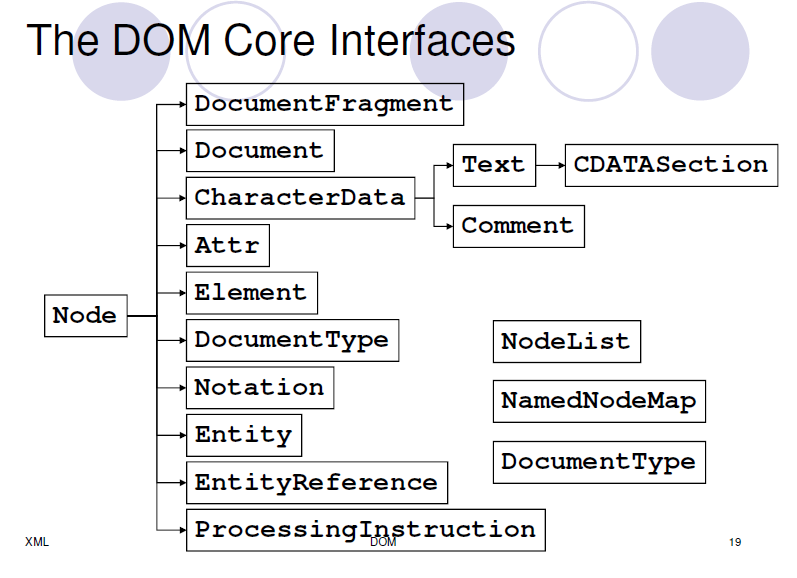 The DOM Core Interfaces
DocumentFragment
Document
CharacterData
Text
CDATASection
Comment
Attr
Element
Node
DocumentType
Notation
Entity
EntityReference
ProcessingInstruction
NodeList
NamedNodeMap
DocumentType
XML
DOM
19